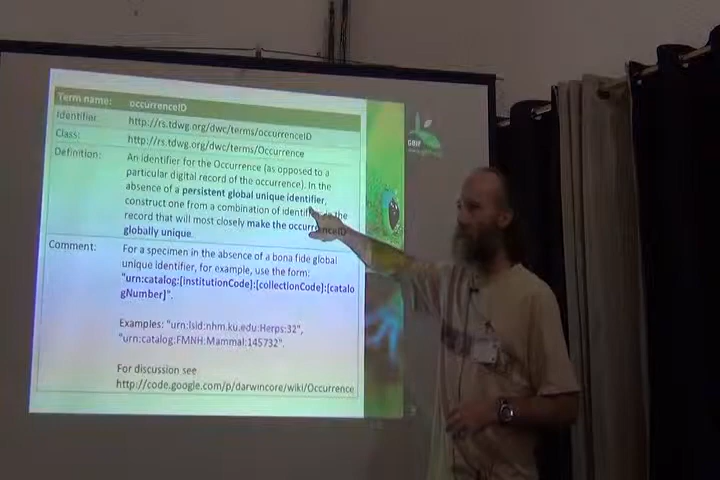 Term name: occurrenceID
Identifier: http://rs.tdwg.org/dwc/terms/occurrenceID
Class: http://rs.tdwg.org/dwc/terms/Occurrence
Definition: An identifier for the Occurrence (as opposed to a
particular digital record of the occurrence). In the
absence of a persistent global unique identifier,
construct one from a combination of in the
record that will most closely make the occurrenceID
globally unique.
Comment: For a specimen in the absence of a bona fide global
unique identifier, for example, use the form:
"urn:catalog:[institutionCode]:[collectionCode]:[catalo
gNumber]".
Examples: "urn:lsid:nhm.ku.edu:Herps:32",
"urn:catalog:FMNH:Mammal:145732".
For discussion see
http://code.google.com/p/darwincore/wiki/Occurrence
GBIF